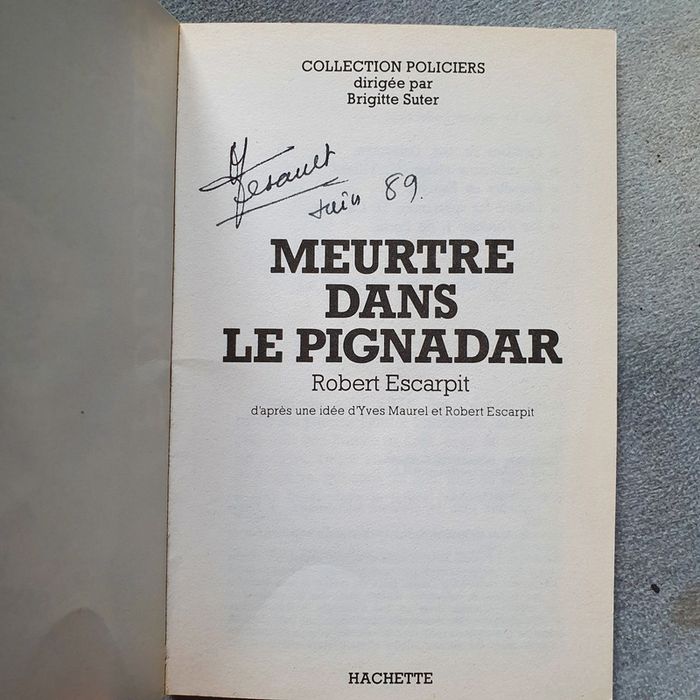 COLLECTION POLICIERS
dirigée par
Brigitte Suter
juin 89.
MEURTRE
DANS
LE PIGNADAR
Robert Escarpit
d'après une idée d'Yves Maurel et Robert Escarpit
HACHETTE